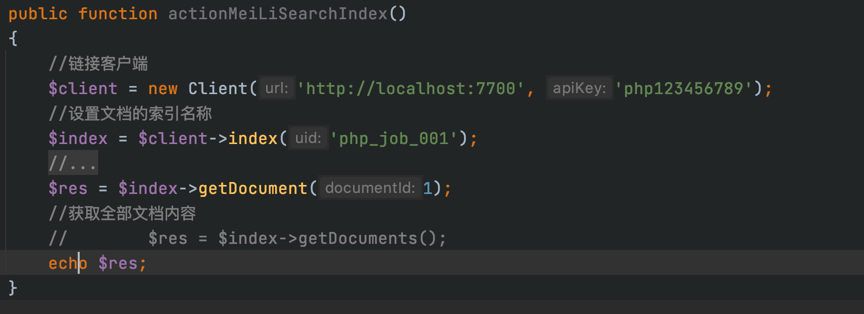 public function actionMeiLiSearchIndex()
{
//链接客户端
$client = new Client( url: 'http://localhost:7700', apiKey: 'php123456789');
//设置文档的索引名称
$index = $client->index( uid: 'php_job_001');
//...
$res = $index->getDocument( documentId: 1);
//获取全部文档内容
//        $res = $index->getDocuments();
echo $res;
}